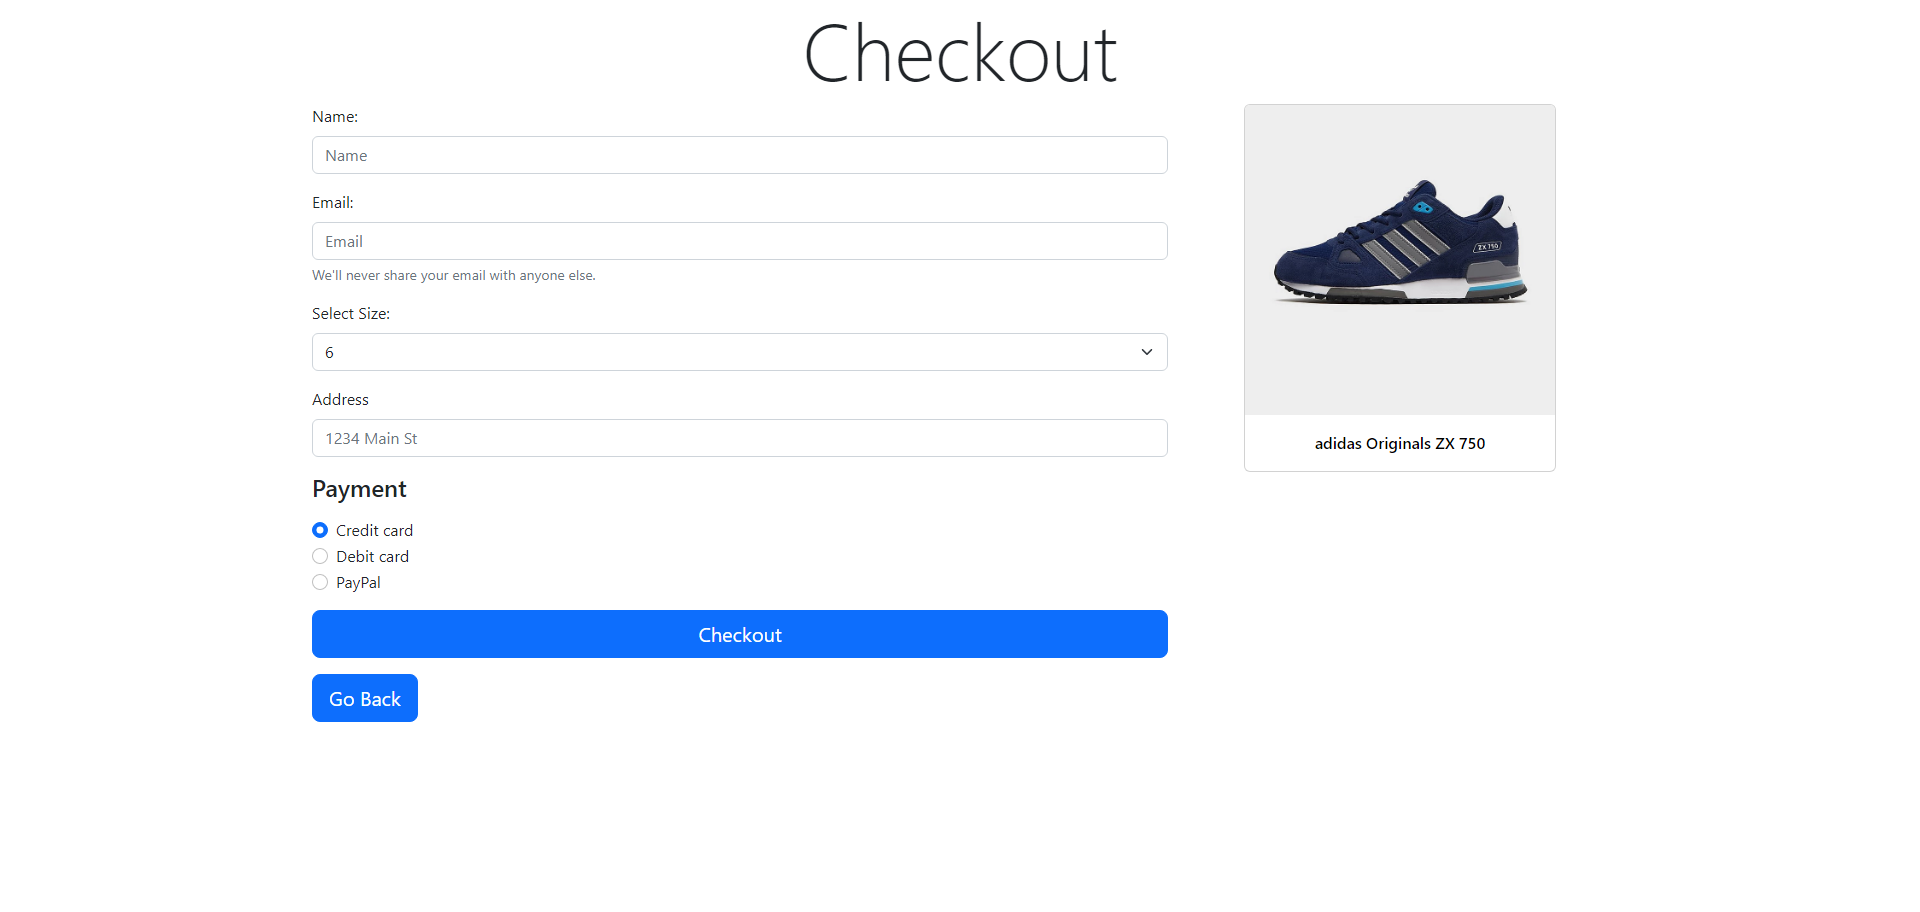 Checkout
Name:
Name
Email:
Email
We'll never share your email with anyone else.
Select Size:
6
Address
1234 Main St
Payment
Credit card
Debit card
PayPal
Checkout
Go Back
ZX 750
adidas Originals ZX 750